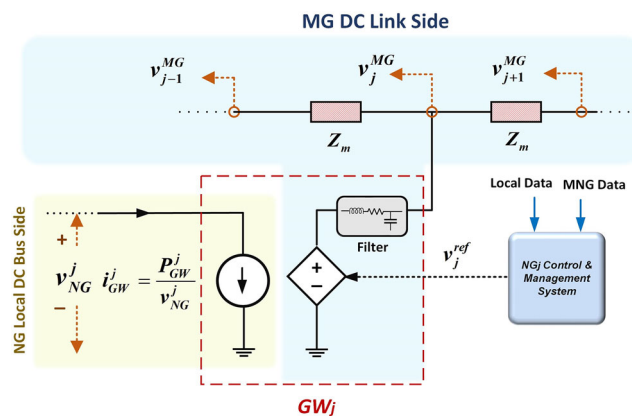 MG DC Link Side
v_{j-1}^{MG}
v_j^{MG}
v_{j+1}^{MG}
Z_m
Z_m
Local Data
MNG Data
Filter
NG Local DC Bus Side
+
v_{NG}^j
−
i_{GW}^j = \frac{P_{GW}^j}{v_{NG}^j}
+
−
v_j^{ref}
NGj Control &
Management
System
GW_j